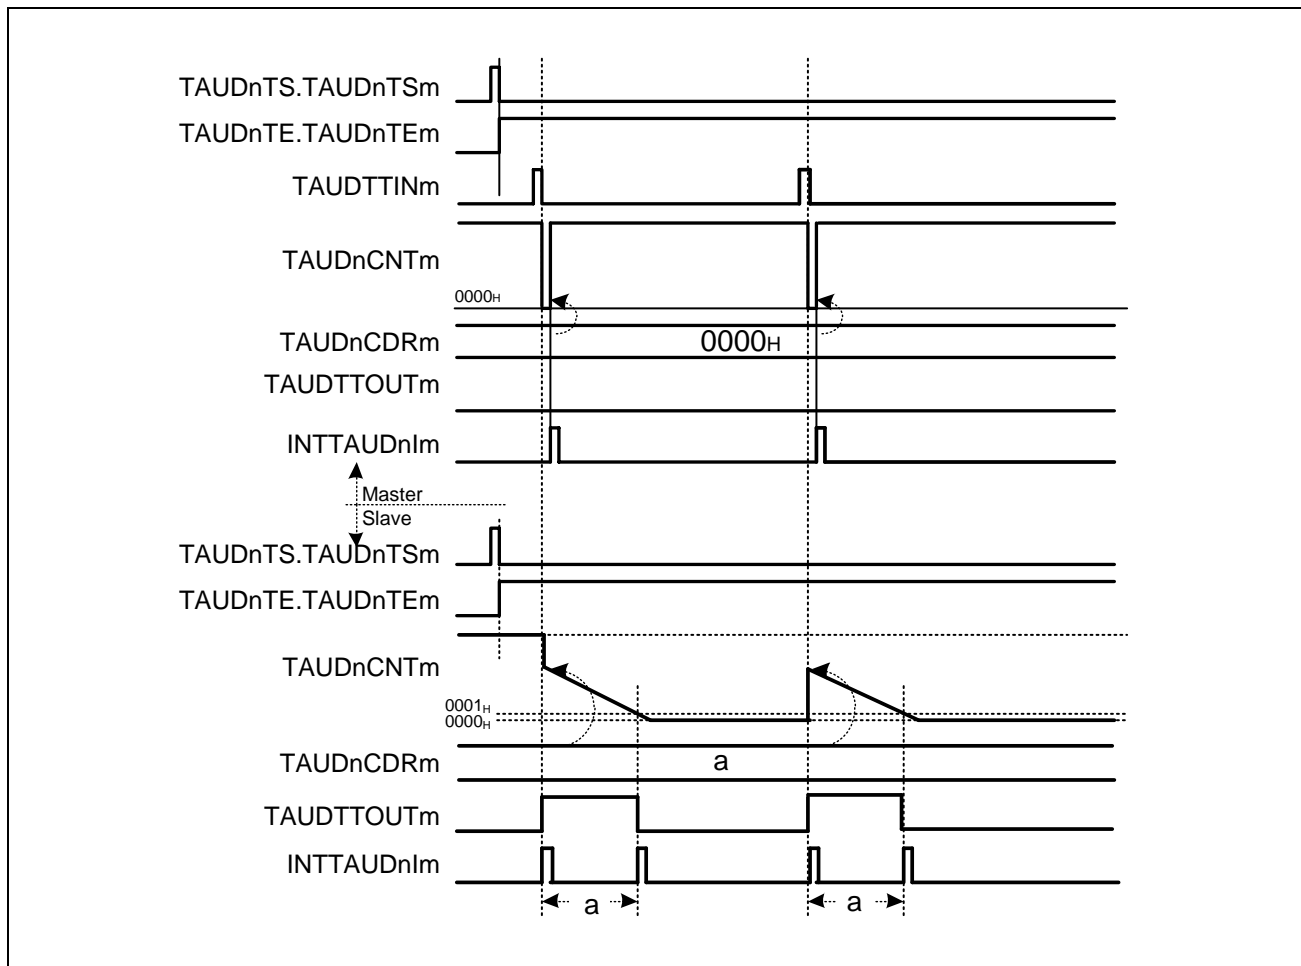 TAUDnTS.TAUDnTSm
TAUDnTE.TAUDnTEm
TAUDTTINm
TAUDnCNTm
0000H
TAUDnCDRm
0000H
TAUDTTOUTm
INTTAUDnIm
Master
Slave
TAUDnTS.TAUDnTSm
TAUDnTE.TAUDnTEm
TAUDnCNTm
0001H
0000H
TAUDnCDRm
a
TAUDTTOUTm
INTTAUDnIm
a a